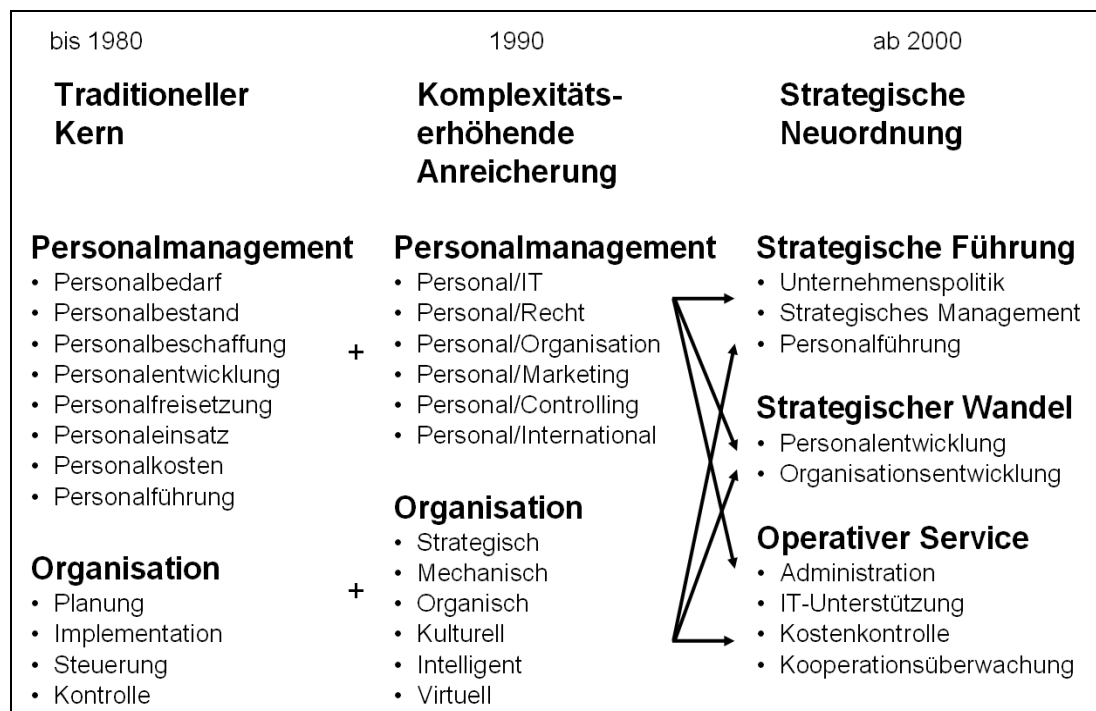 bis 1980
Traditioneller
Kern
Personalmanagement
• Personalbedarf
• Personalbestand
• Personalbeschaffung
• Personalentwicklung
• Personalfreisetzung
• Personaleinsatz
• Personalkosten
• Personalführung
Organisation
• Planung
• Implementation
• Steuerung
• Kontrolle
+
+
1990
Komplexitäts-
erhöhende
Anreicherung
Personalmanagement
• Personal/IT
• Personal/Recht
• Personal/Organisation
• Personal/Marketing
• Personal/Controlling
• Personal/International
Organisation
• Strategisch
• Mechanisch
• Organisch
• Kulturell
• Intelligent
• Virtuell
ab 2000
Strategische
Neuordnung
Strategische Führung
• Unternehmenspolitik
• Strategisches Management
• Personalführung
Strategischer Wandel
• Personalentwicklung
• Organisationsentwicklung
Operativer Service
• Administration
• IT-Unterstützung
• Kostenkontrolle
• Kooperationsüberwachung